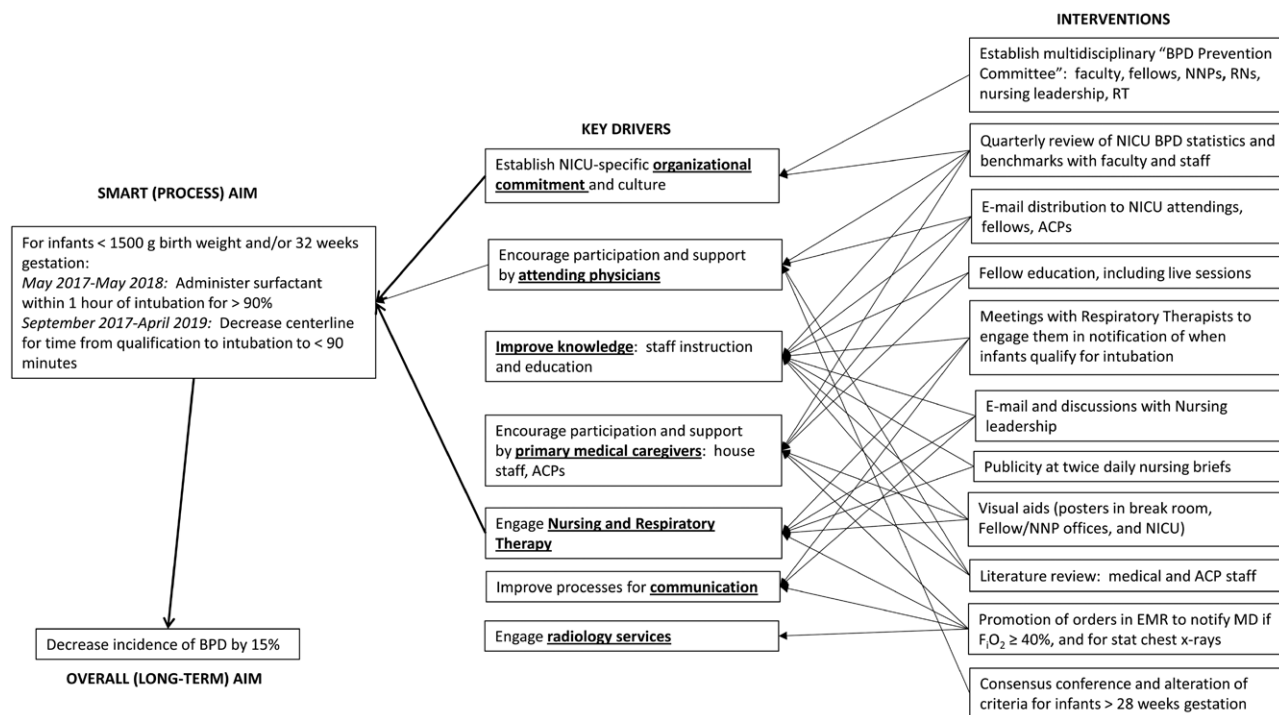 SMART (PROCESS) AIM
For infants < 1500 g birth weight and/or 32 weeks
gestation:
May 2017-May 2018: Administer surfactant
within 1 hour of intubation for > 90%
September 2017-April 2019: Decrease centerline
for time from qualification to intubation to < 90
minutes
Decrease incidence of BPD by 15%
OVERALL (LONG-TERM) AIM
KEY DRIVERS
Establish NICU-specific organizational
commitment and culture
Encourage participation and support
by attending physicians
Improve knowledge: staff instruction
and education
Encourage participation and support
by primary medical caregivers: house
staff, ACPs
Engage Nursing and Respiratory
Therapy
Improve processes for communication
Engage radiology services
INTERVENTIONS
Establish multidisciplinary “BPD Prevention
Committee”: faculty, fellows, NNPs, RNs,
nursing leadership, RT
Quarterly review of NICU BPD statistics and
benchmarks with faculty and staff
E-mail distribution to NICU attendings,
fellows, ACPs
Fellow education, including live sessions
Meetings with Respiratory Therapists to
engage them in notification of when
infants qualify for intubation
E-mail and discussions with Nursing
leadership
Publicity at twice daily nursing briefs
Visual aids (posters in break room,
Fellow/NNP offices, and NICU)
Literature review: medical and ACP staff
Promotion of orders in EMR to notify MD if
FᵢO₂ ≥ 40%, and for stat chest x-rays
Consensus conference and alteration of
criteria for infants > 28 weeks gestation